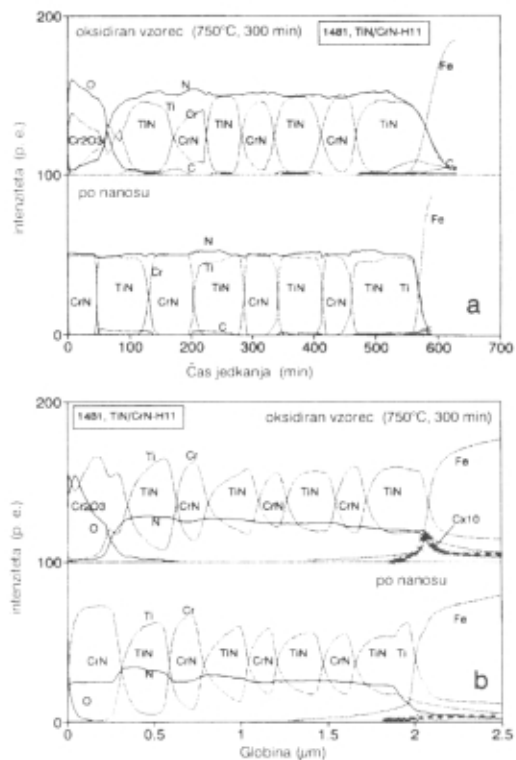 200
oksidiran vzorec (750°C, 300 min)
1481, TiN/CrN-H11
Fe
O
N
Ti
Cr
Cr2O3
TiN
CrN
TiN
CrN
TiN
CrN
TiN
C
C
100
po nanosu
Fe
N
50
Cr
Ti
CrN
TiN
CrN
TiN
CrN
TiN
CrN
TiN
Ti
C
C
a
0
0 100 200 300 400 500 600 700
Čas jedkanja (min)
intenziteta (p. e.)
200
1481, TiN/CrN-H11
oksidiran vzorec (750°C, 300 min)
Ti
Cr
Fe
Cr2O3
TiN
CrN
TiN
CrN
TiN
CrN
TiN
Cx10
O
N
100
po nanosu
Ti
Cr
Fe
CrN
TiN
CrN
TiN
CrN
TiN
CrN
TiN
Ti
N
O
b
0
0 0.5 1 1.5 2 2.5
Globina (μm)
intenziteta (p. e.)